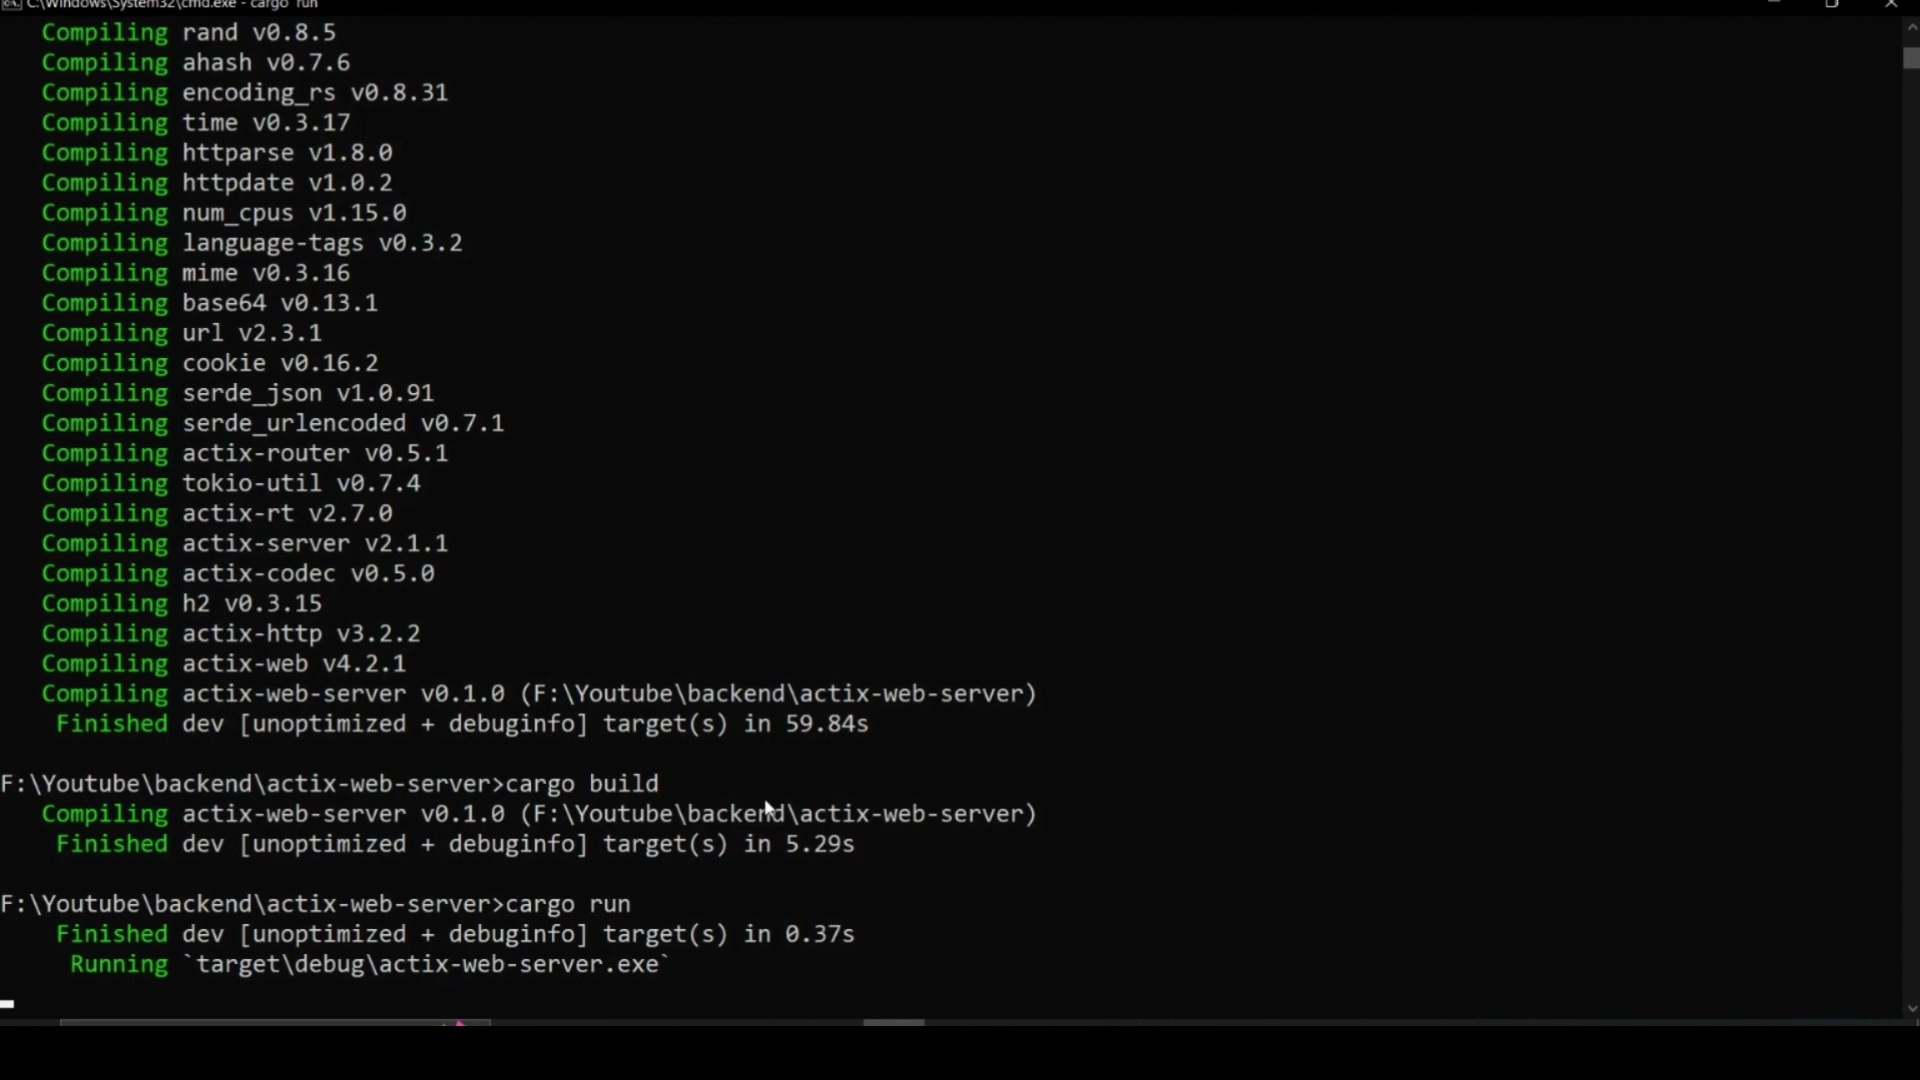 C:\Windows\System32\cmd.exe - cargo run
Compiling rand v0.8.5
Compiling ahash v0.7.6
Compiling encoding_rs v0.8.31
Compiling time v0.3.17
Compiling httparse v1.8.0
Compiling httpdate v1.0.2
Compiling num_cpus v1.15.0
Compiling language-tags v0.3.2
Compiling mime v0.3.16
Compiling base64 v0.13.1
Compiling url v2.3.1
Compiling cookie v0.16.2
Compiling serde_json v1.0.91
Compiling serde_urlencoded v0.7.1
Compiling actix-router v0.5.1
Compiling tokio-util v0.7.4
Compiling actix-rt v2.7.0
Compiling actix-server v2.1.1
Compiling actix-codec v0.5.0
Compiling h2 v0.3.15
Compiling actix-http v3.2.2
Compiling actix-web v4.2.1
Compiling actix-web-server v0.1.0 (F:\Youtube\backend\actix-web-server)
Finished dev [unoptimized + debuginfo] target(s) in 59.84s
F:\Youtube\backend\actix-web-server>cargo build
Compiling actix-web-server v0.1.0 (F:\Youtube\backend\actix-web-server)
Finished dev [unoptimized + debuginfo] target(s) in 5.29s
F:\Youtube\backend\actix-web-server>cargo run
Finished dev [unoptimized + debuginfo] target(s) in 0.37s
Running `target\debug\actix-web-server.exe`